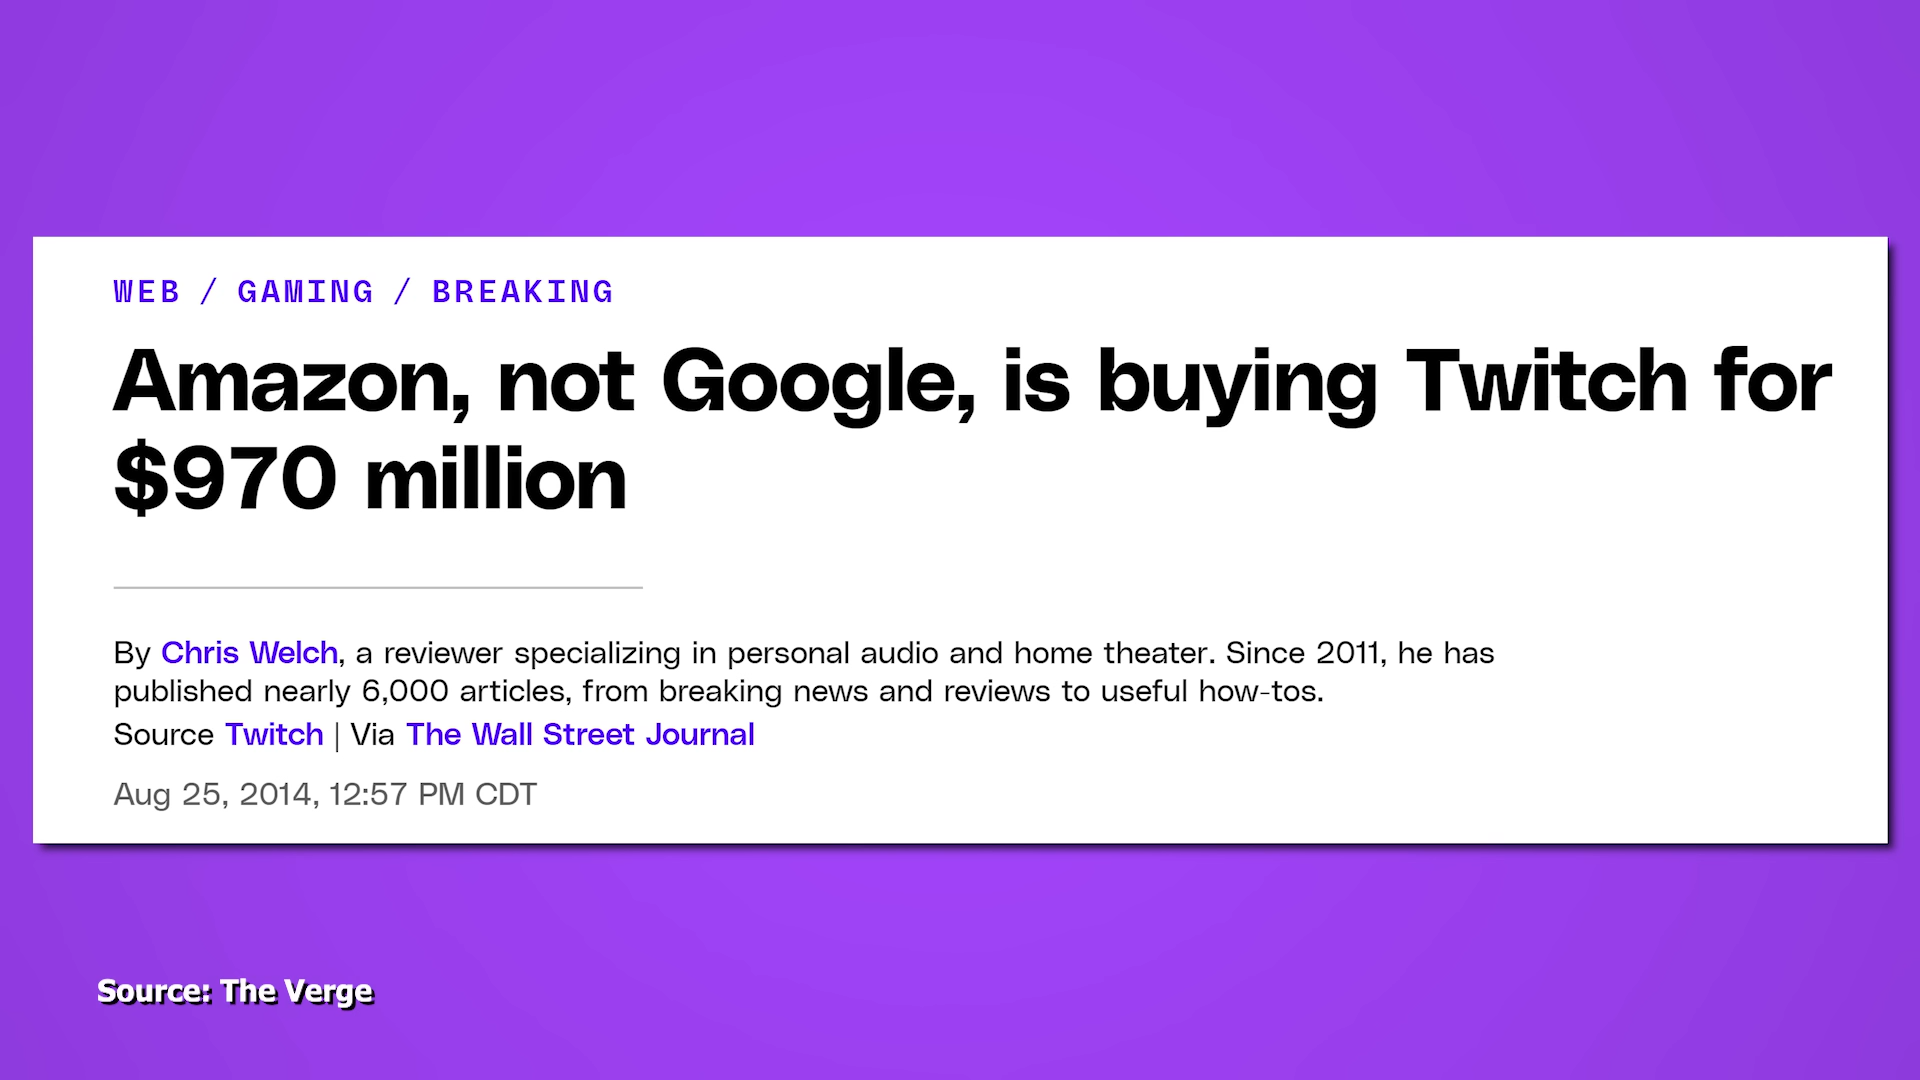 WEB / GAMING / BREAKING
Amazon, not Google, is buying Twitch for
$970 million
By Chris Welch, a reviewer specializing in personal audio and home theater. Since 2011, he has
published nearly 6,000 articles, from breaking news and reviews to useful how-tos.
Source Twitch | Via The Wall Street Journal
Aug 25, 2014, 12:57 PM CDT
Source: The Verge